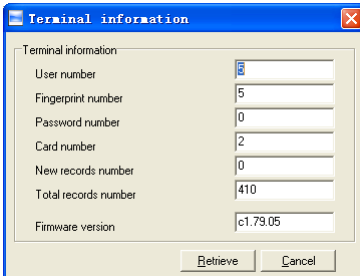 Terminal information
Terminal information
User number 5
Fingerprint number 5
Password number 0
Card number 2
New records number 0
Total records number 410
Firmware version c1.79.05
Retrieve Cancel